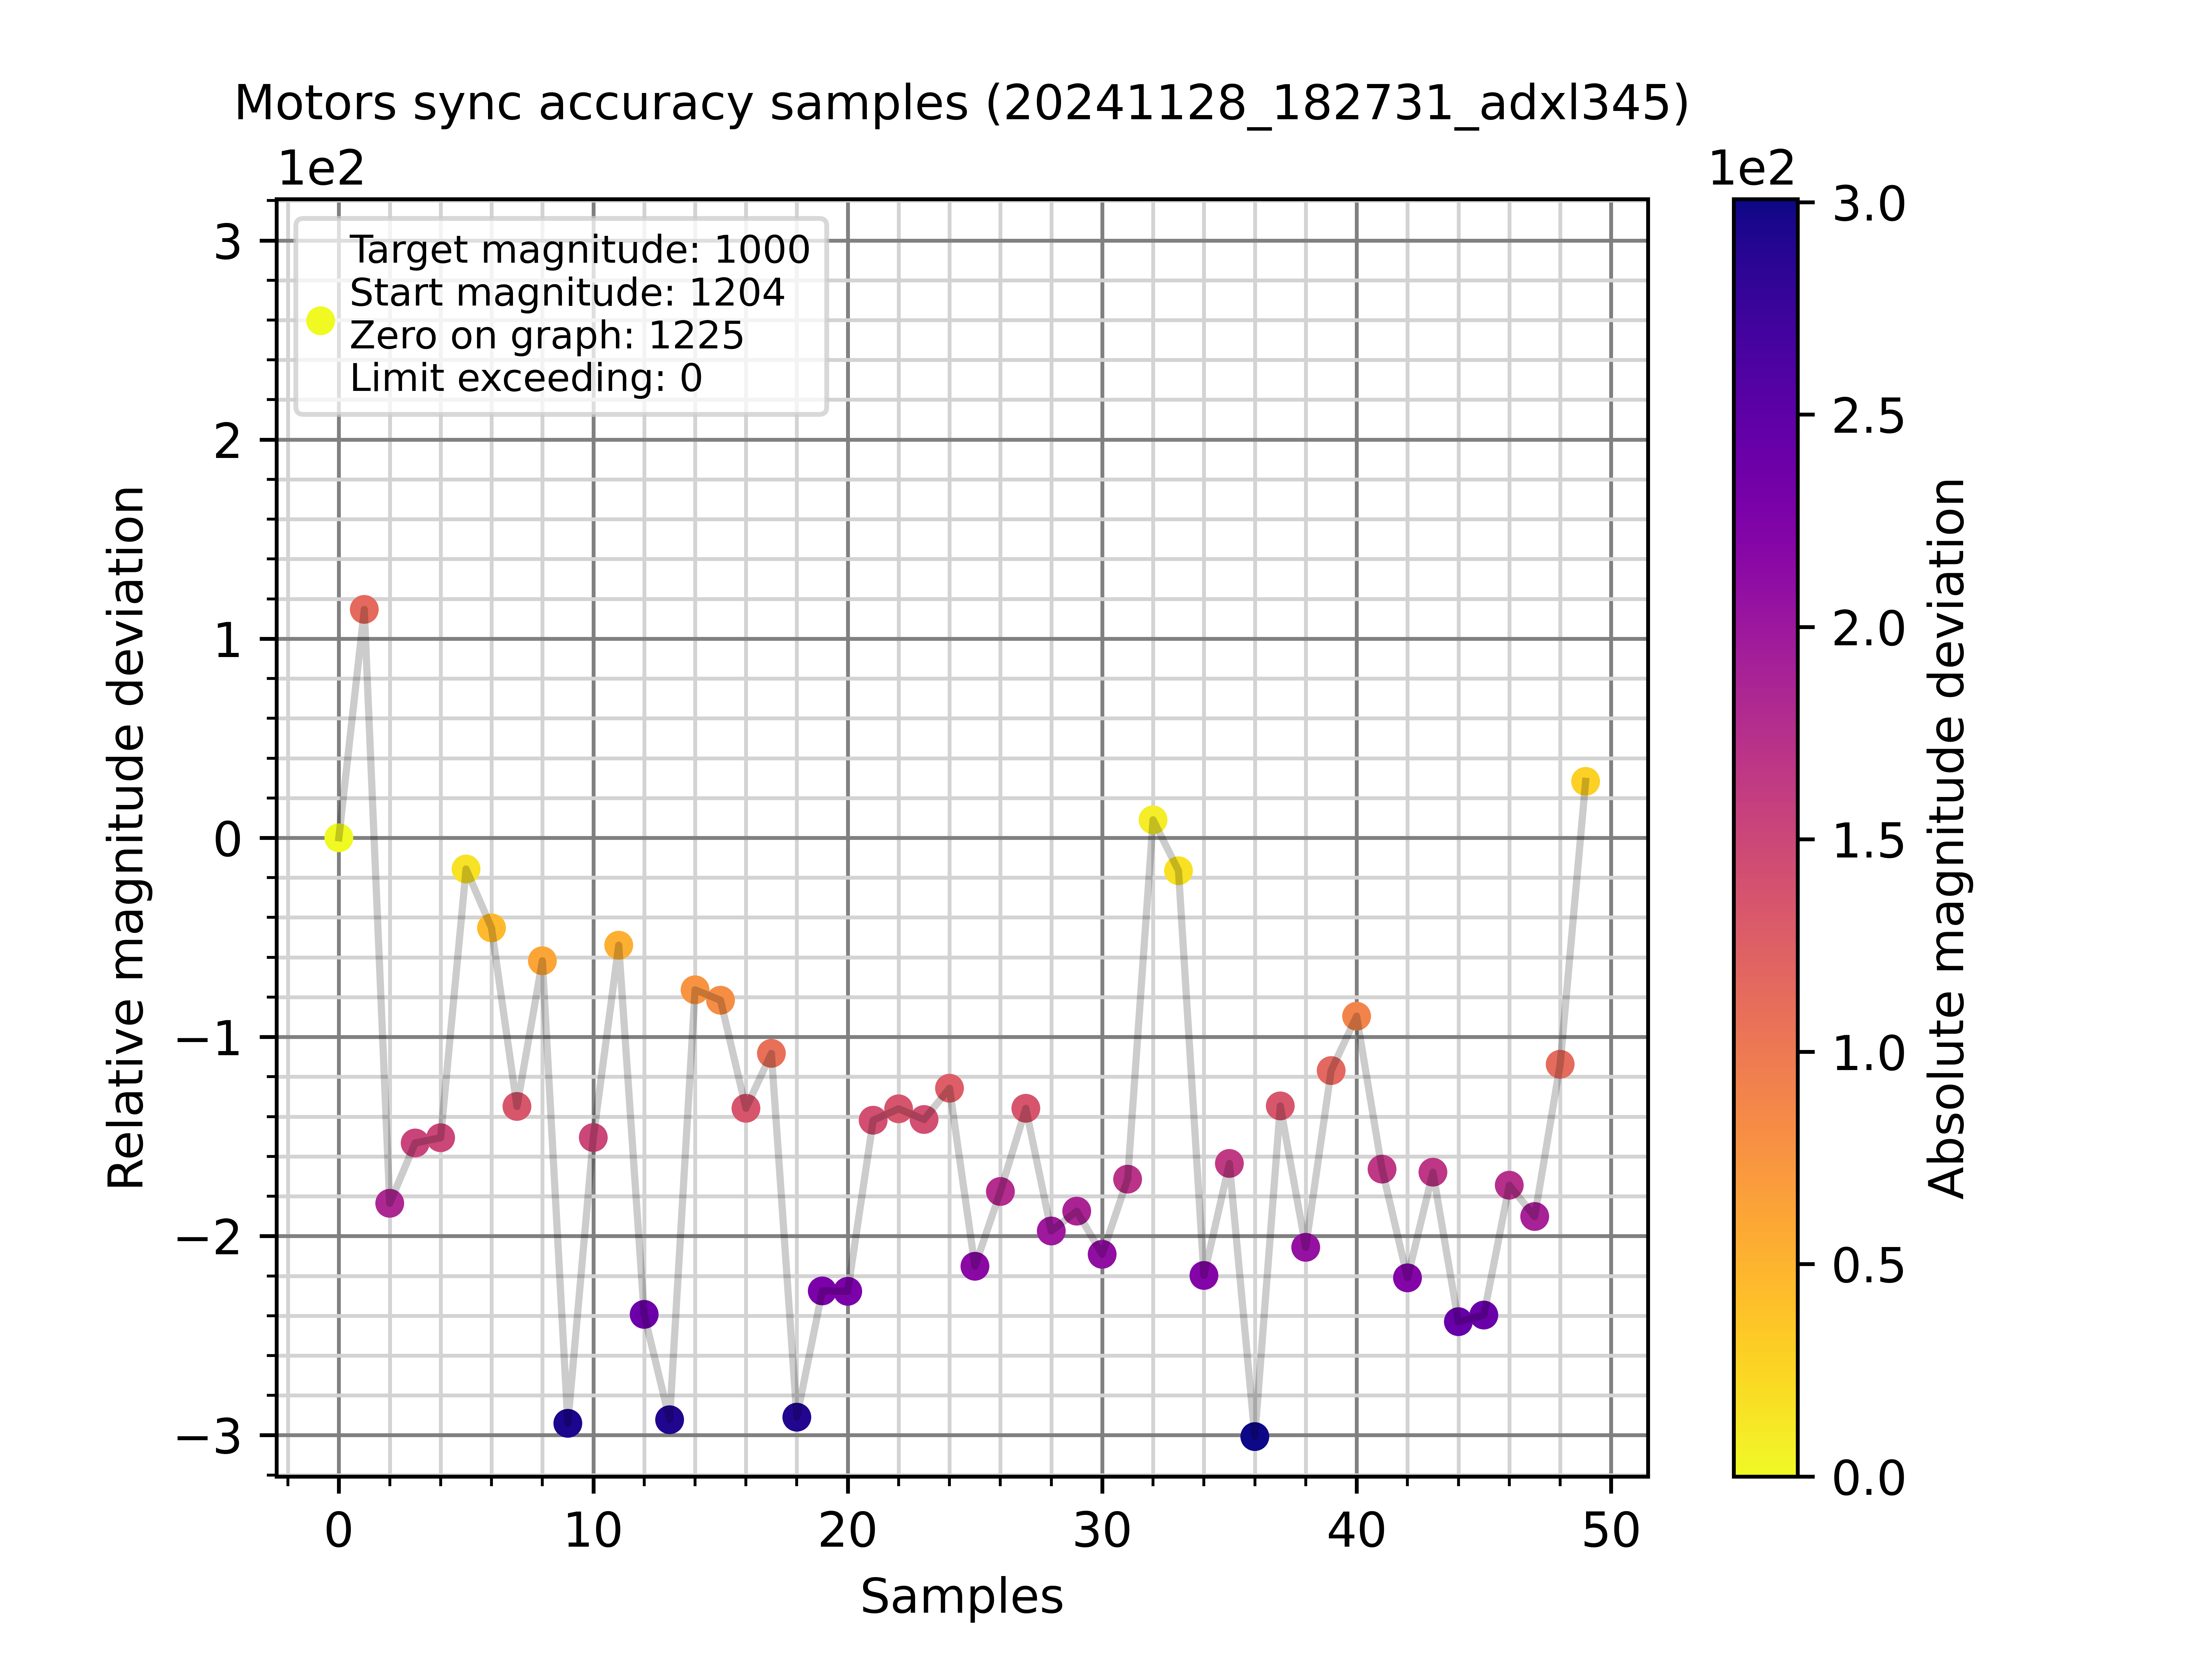 Motors sync accuracy samples (20241128_182731_adxl345)
1e2
1e2
Target magnitude: 1000
Start magnitude: 1204
Zero on graph: 1225
Limit exceeding: 0
3
2
1
0
−1
−2
−3
Relative magnitude deviation
0 10 20 30 40 50
Samples
3.0
2.5
2.0
1.5
1.0
0.5
0.0
Absolute magnitude deviation